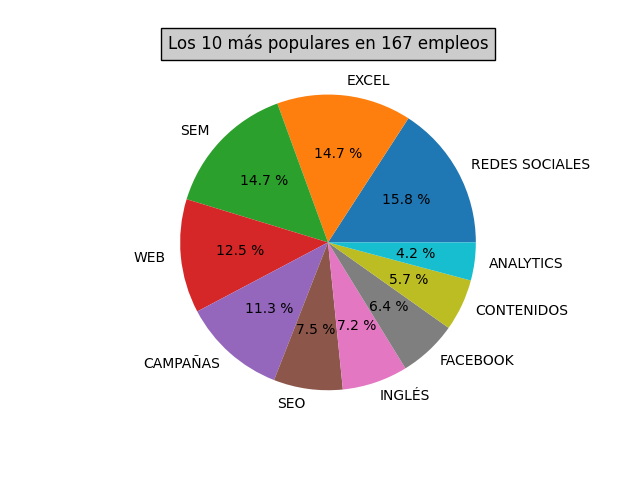 Los 10 más populares en 167 empleos
EXCEL
14.7 %
SEM
14.7 %
REDES SOCIALES
15.8 %
WEB
12.5 %
ANALYTICS
4.2 %
CONTENIDOS
5.7 %
CAMPAÑAS
11.3 %
FACEBOOK
6.4 %
SEO
7.5 %
INGLÉS
7.2 %